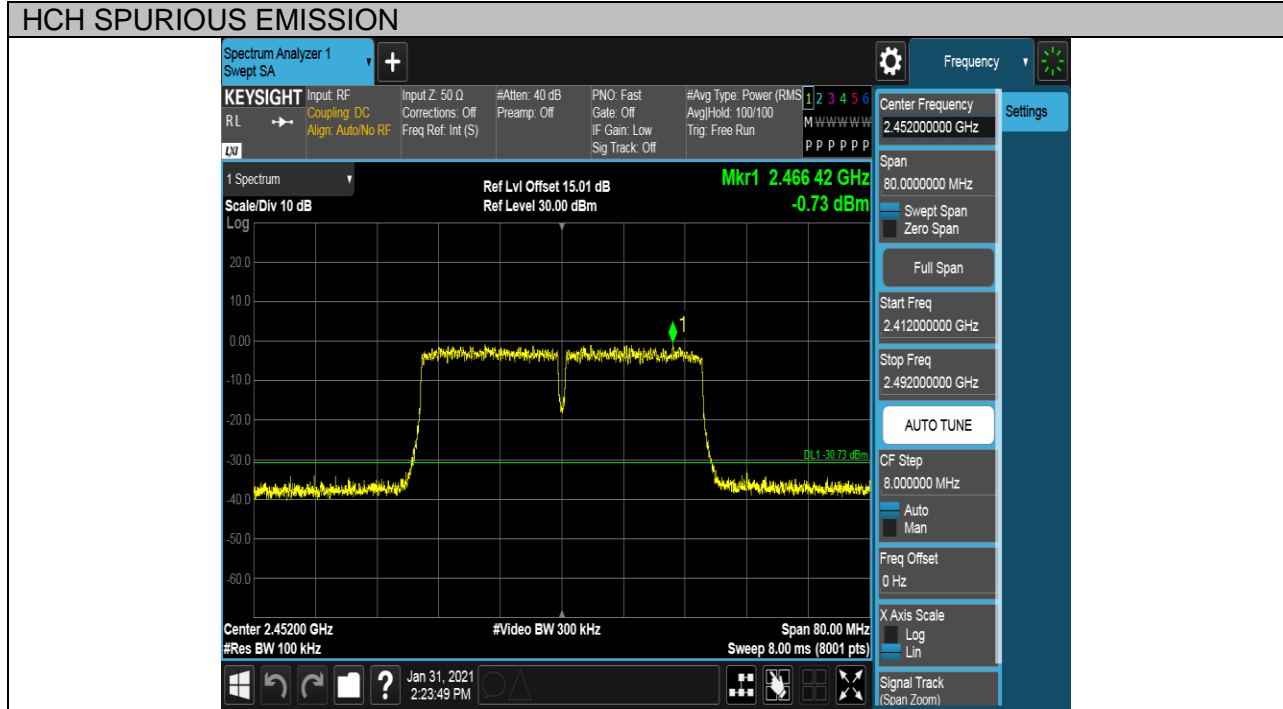 HCH SPURIOUS EMISSION
Spectrum Analyzer 1
Swept SA
+
Frequency
KEYSIGHT
RL
LXI
Input: RF
Coupling: DC
Align: Auto/No RF
Input Z: 50 Ω
Corrections: Off
Freq Ref: Int (S)
#Atten: 40 dB
Preamp: Off
PNO: Fast
Gate: Off
IF Gain: Low
Sig Track: Off
#Avg Type: Power (RMS
Avg|Hold: 100/100
Trig: Free Run
1 2 3 4 5 6
M W W W W W
P P P P P P
1 Spectrum
Scale/Div 10 dB
Ref Lvl Offset 15.01 dB
Ref Level 30.00 dBm
Mkr1 2.466 42 GHz
-0.73 dBm
Log
20.0
10.0
0.00
-10.0
-20.0
-30.0
-40.0
-50.0
-60.0
1
DL1 -30.73 dBm
Center 2.45200 GHz
#Res BW 100 kHz
#Video BW 300 kHz
Span 80.00 MHz
Sweep 8.00 ms (8001 pts)
?
Jan 31, 2021
2:23:49 PM
Center Frequency
2.452000000 GHz
Span
80.0000000 MHz
Swept Span
Zero Span
Full Span
Start Freq
2.412000000 GHz
Stop Freq
2.492000000 GHz
AUTO TUNE
CF Step
8.000000 MHz
Auto
Man
Freq Offset
0 Hz
X Axis Scale
Log
Lin
Signal Track
(Span Zoom)
Settings